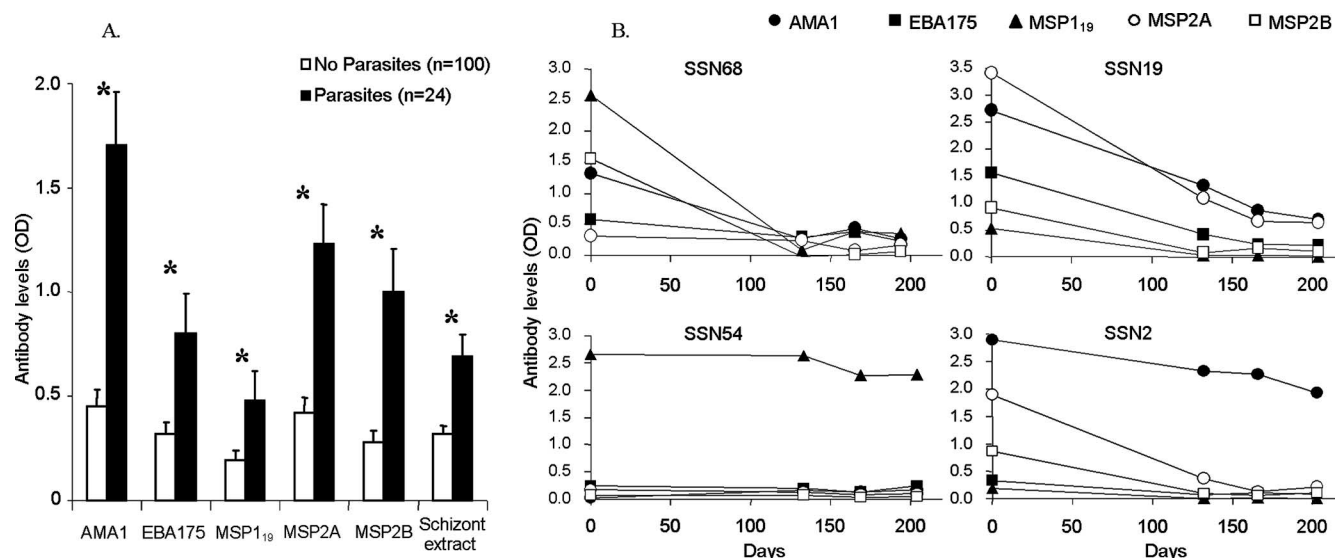 A.
No Parasites (n=100)
Parasites (n=24)
Antibody levels (OD)
2.0
1.5
1.0
0.5
0
* * * * * *
AMA1 EBA175 MSP1₁₉ MSP2A MSP2B Schizont
extract
B.
AMA1 EBA175 MSP1₁₉ MSP2A MSP2B
Antibody levels (OD)
SSN68
3.0
2.5
2.0
1.5
1.0
0.5
0.0
0 50 100 150 200
SSN19
3.5
3.0
2.5
2.0
1.5
1.0
0.5
0.0
0 50 100 150 200
Days
SSN54
3.0
2.5
2.0
1.5
1.0
0.5
0.0
0 50 100 150 200
Days
SSN2
3.0
2.5
2.0
1.5
1.0
0.5
0.0
0 50 100 150 200
Days